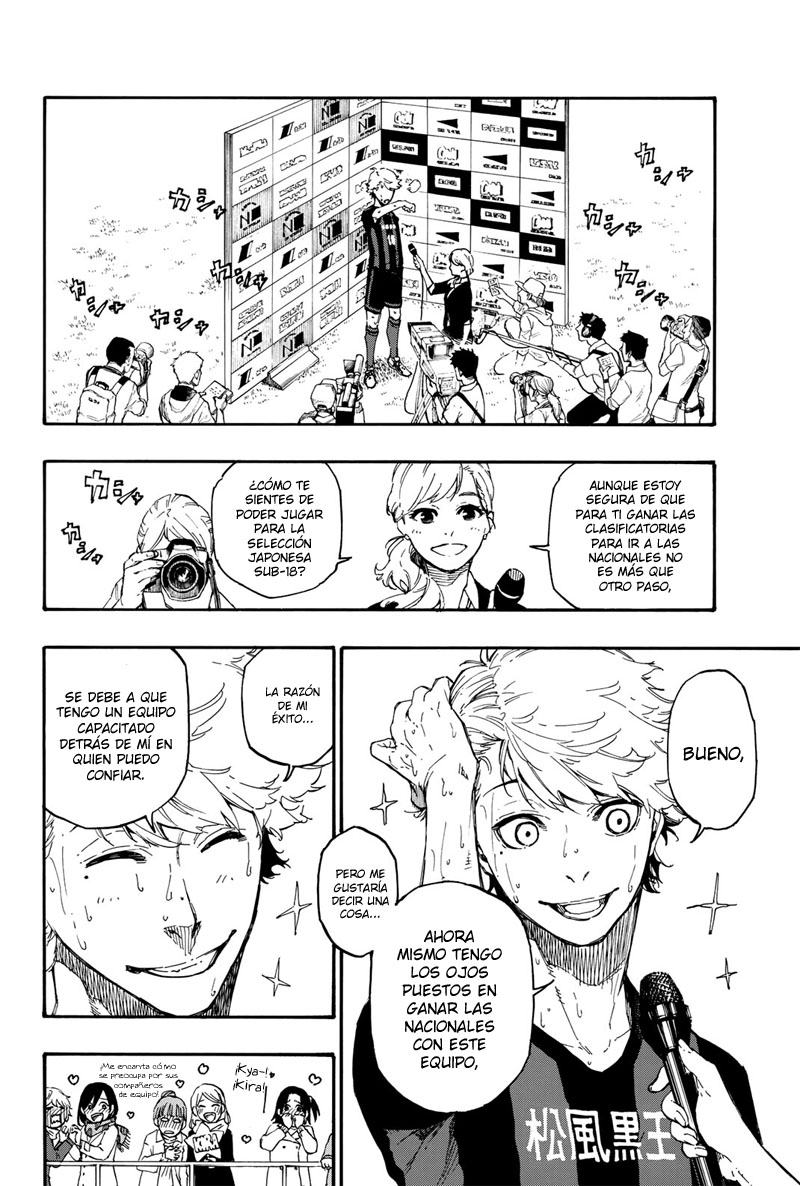 カシャ
カシャ
カシャ
カシャ
カシャ
カシャ
AUNQUE ESTOY
SEGURA DE QUE
PARA TI GANAR LAS
CLASIFICATORIAS
PARA IR A LAS
NACIONALES NO
ES MÁS QUE
OTRO PASO,
¿CÓMO TE
SIENTES DE
PODER JUGAR
PARA LA
SELECCIÓN
JAPONESA
SUB-18?
カシャ
BUENO,
PERO ME
GUSTARÍA
DECIR UNA
COSA...
AHORA
MISMO TENGO
LOS OJOS
PUESTOS EN
GANAR LAS
NACIONALES
CON ESTE
EQUIPO,
松風黒王
LA RAZÓN
DE MI
ÉXITO...
SE DEBE A QUE
TENGO UN EQUIPO
CAPACITADO
DETRÁS DE MÍ EN
QUIEN PUEDO
CONFIAR.
¡Kya~!
¡Kira!
¡Me encanta cómo
se preocupa por sus
compañeros
de equipo!